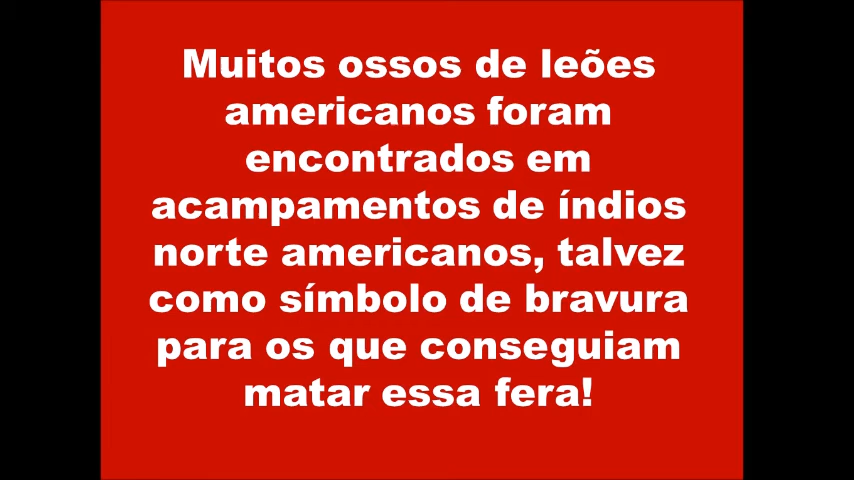 Muitos ossos de leões
americanos foram
encontrados em
acampamentos de índios
norte americanos, talvez
como símbolo de bravura
para os que conseguiam
matar essa fera!